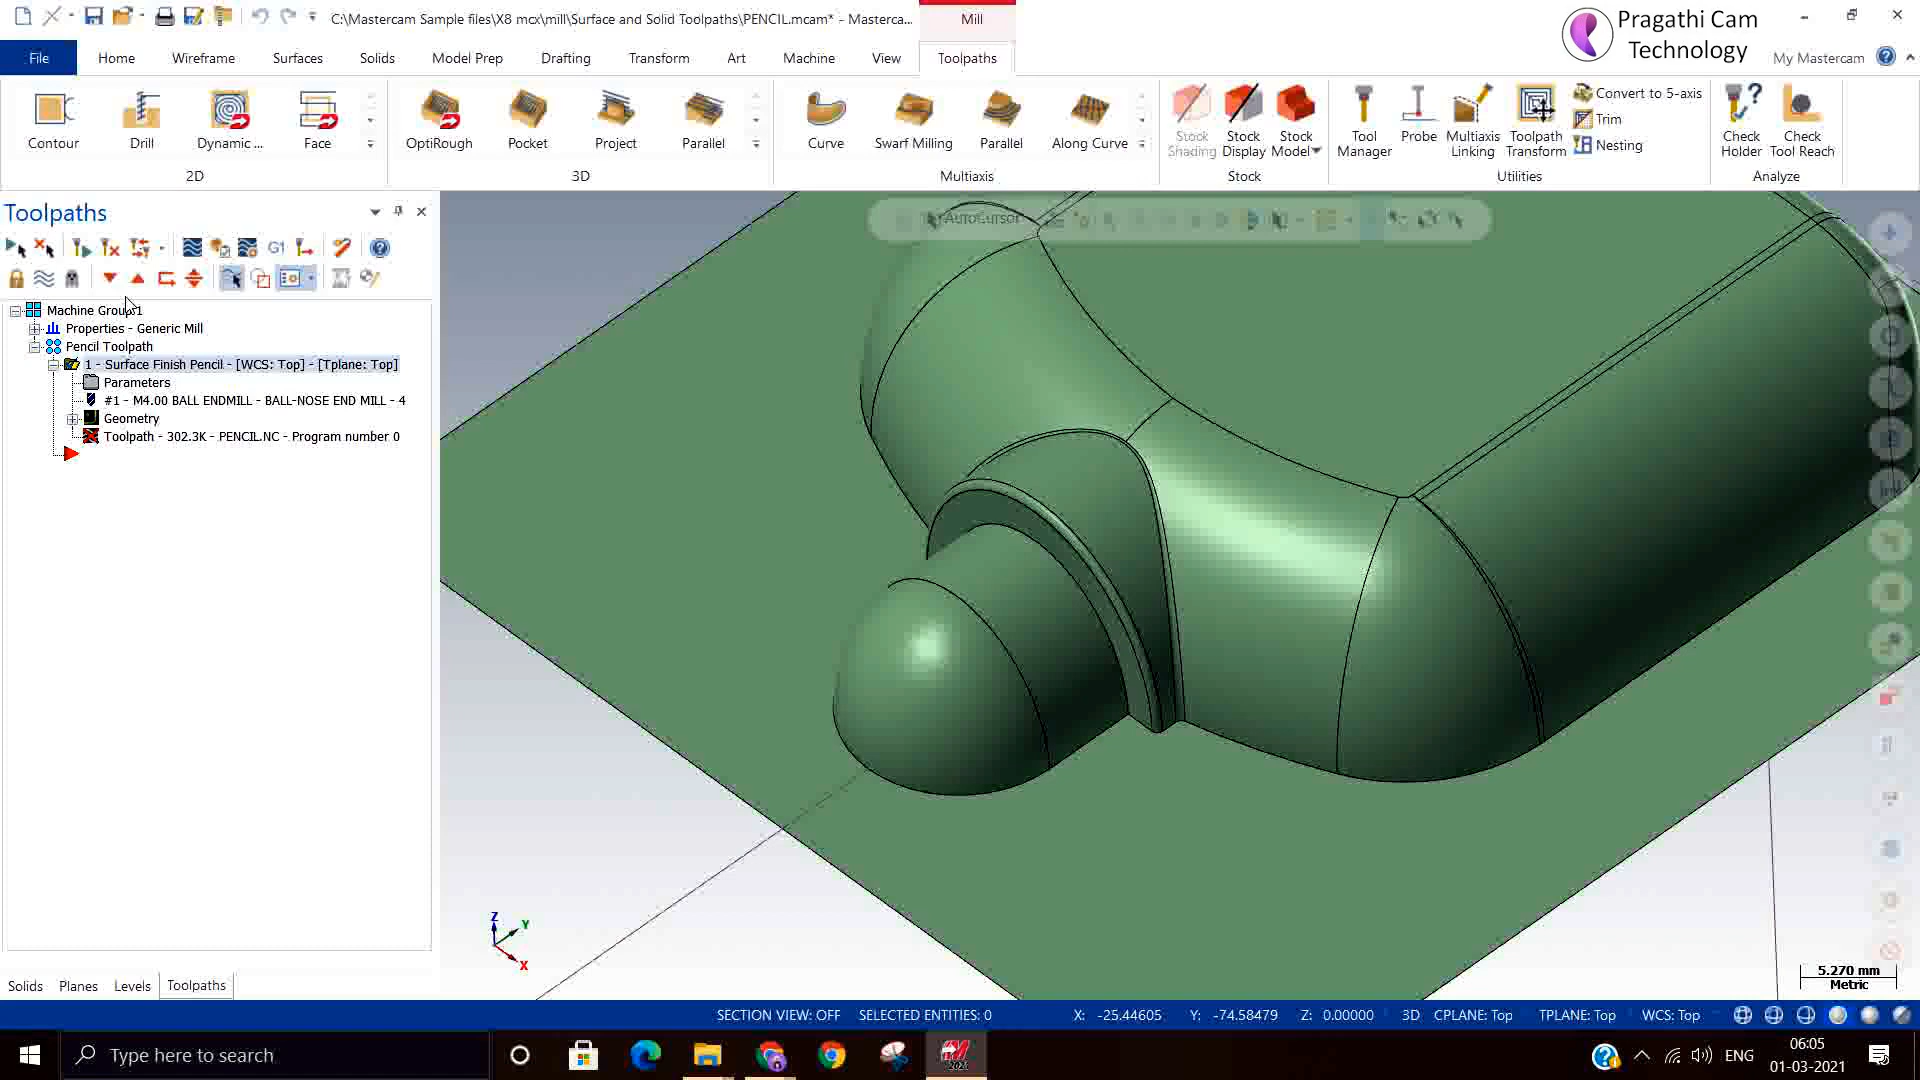 C:\Mastercam Sample files\X8 mcx\mill\Surface and Solid Toolpaths\PENCIL.mcam* - Masterca...
Mill
Pragathi Cam
Technology
File
Home
Wireframe
Surfaces
Solids
Model Prep
Drafting
Transform
Art
Machine
View
Toolpaths
My Mastercam
Contour
Drill
Dynamic ...
Face
2D
OptiRough
Pocket
Project
Parallel
3D
Curve
Swarf Milling
Parallel
Along Curve
Multiaxis
Stock
Shading
Stock
Display
Stock
Model
Stock
Tool
Manager
Probe
Multiaxis
Linking
Toolpath
Transform
Convert to 5-axis
Trim
Nesting
Utilities
Check
Holder
Check
Tool Reach
Analyze
Toolpaths
G1
AutoCursor
Machine Group-1
Properties - Generic Mill
Pencil Toolpath
1 - Surface Finish Pencil - [WCS: Top] - [Tplane: Top]
Parameters
#1 - M4.00 BALL ENDMILL - BALL-NOSE END MILL - 4
Geometry
Toolpath - 302.3K - PENCIL.NC - Program number 0
Z
Y
X
5.270 mm
Metric
Solids
Planes
Levels
Toolpaths
SECTION VIEW: OFF
SELECTED ENTITIES: 0
X: -25.44605
Y: -74.58479
Z: 0.00000
3D
CPLANE: Top
TPLANE: Top
WCS: Top
Type here to search
2021
ENG
06:05
01-03-2021